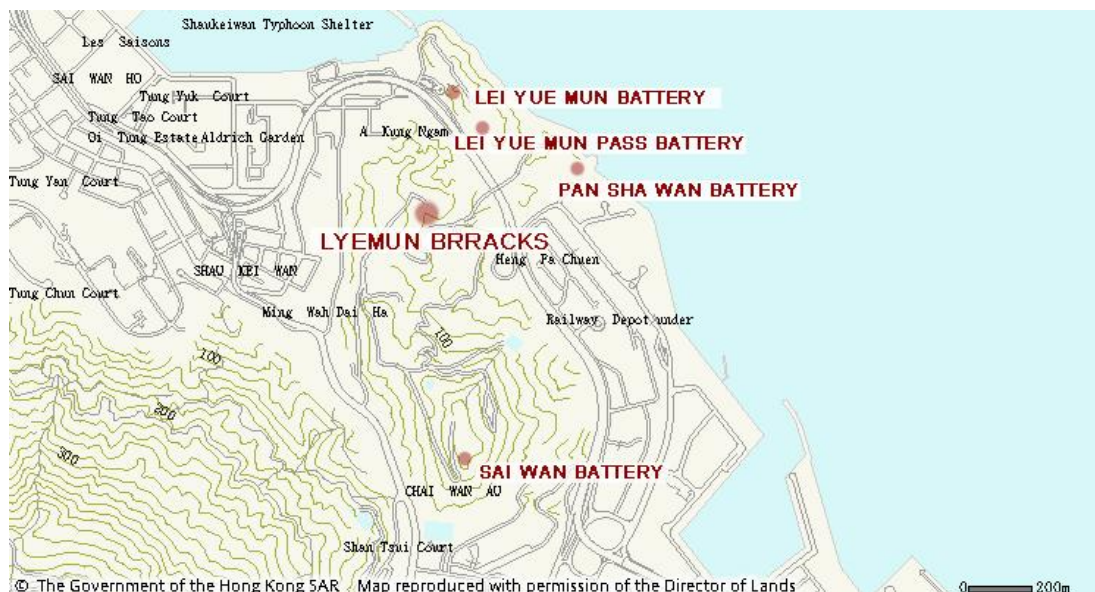 Shaukeiwan Typhoon Shelter
Les Saisons
SAI WAN HO
Tung Yuk Court
Tung Tao Court
Oi Tung Estate Aldrich Garden
A Kung Ngam
LEI YUE MUN BATTERY
LEI YUE MUN PASS BATTERY
Tung Yan Court
PAN SHA WAN BATTERY
LYEMUN BRRACKS
Heng Fa Chuen
SHAU KEI WAN
Tung Chun Court
Ming Wah Dai Ha
Railway Depot under
100
100
200
300
SAI WAN BATTERY
CHAI WAN AU
Shan Tsui Court
© The Government of the Hong Kong SAR Map reproduced with permission of the Director of Lands
0 200m